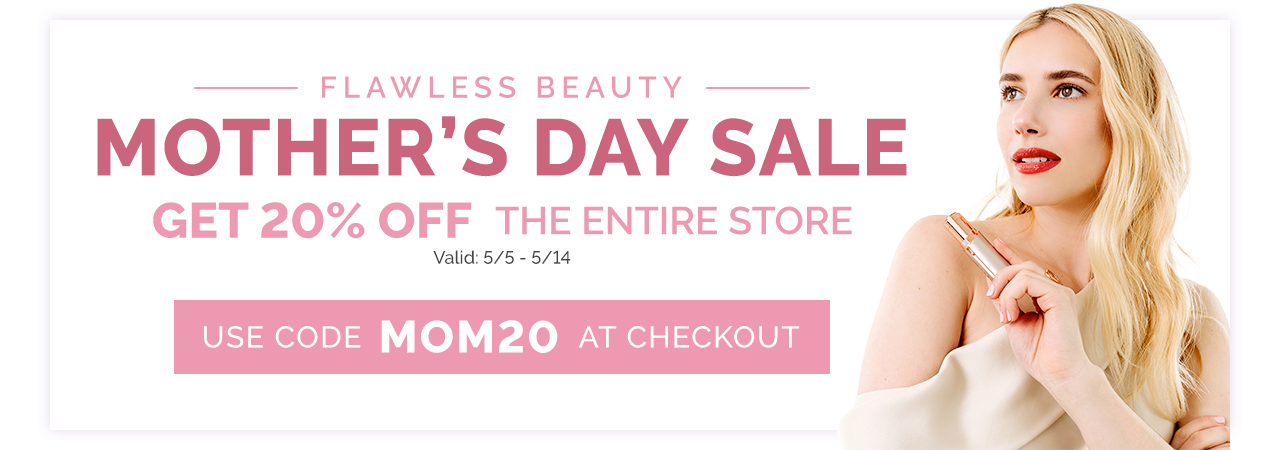 FLAWLESS BEAUTY
MOTHER'S DAY SALE
GET 20% OFF THE ENTIRE STORE
Valid: 5/5 - 5/14
USE CODE MOM20 AT CHECKOUT